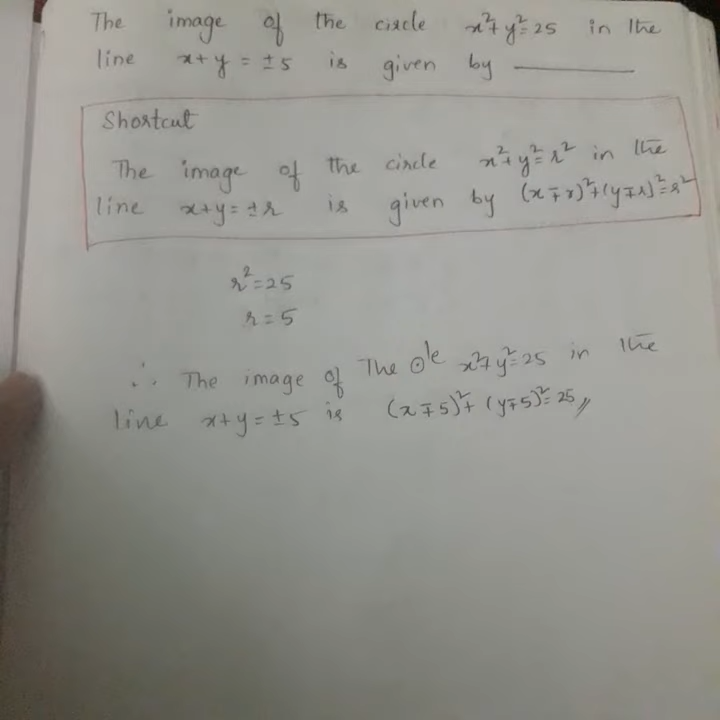 The image of the circle x²+y²=25 in the
line x+y = ±5 is given by ________
Shortcut
The image of the circle x²+y²=r² in the
line x+y=±r is given by (x∓r)²+(y∓r)²=r²
r²=25
r=5
∴ The image of The ⊙le x²+y²=25 in the
line x+y=±5 is (x∓5)²+(y∓5)²=25//